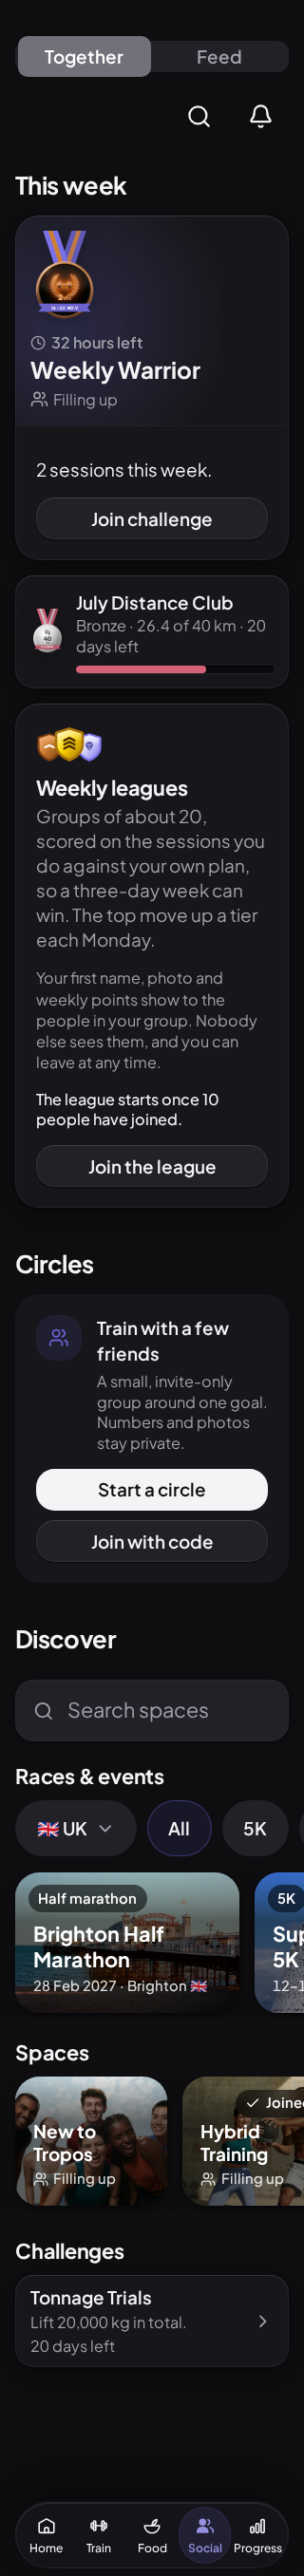 Together
Feed
This week
32 hours left
Weekly Warrior
Filling up
2 sessions this week.
Join challenge
July Distance Club
Bronze · 26.4 of 40 km · 20
days left
40
Weekly leagues
Groups of about 20,
scored on the sessions you
do against your own plan,
so a three-day week can
win. The top move up a tier
each Monday.
Your first name, photo and
weekly points show to the
people in your group. Nobody
else sees them, and you can
leave at any time.
The league starts once 10
people have joined.
Join the league
Circles
Train with a few
friends
A small, invite-only
group around one goal.
Numbers and photos
stay private.
Start a circle
Join with code
Discover
Search spaces
Races & events
🇬🇧 UK
All
5K
Half marathon
Brighton Half
Marathon
28 Feb 2027 · Brighton 🇬🇧
5K
Sup
5K
12–1
Spaces
New to
Tropos
Filling up
Joined
Hybrid
Training
Filling up
Challenges
Tonnage Trials
Lift 20,000 kg in total.
20 days left
Home
Train
Food
Social
Progress